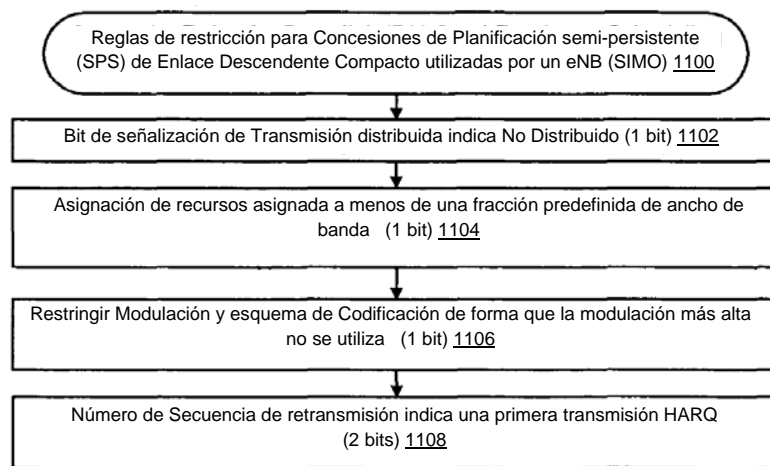 Reglas de restricción para Concesiones de Planificación semi-persistente
(SPS) de Enlace Descendente Compacto utilizadas por un eNB (SIMO) 1100
Bit de señalización de Transmisión distribuida indica No Distribuido (1 bit) 1102
Asignación de recursos asignada a menos de una fracción predefinida de ancho de
banda (1 bit) 1104
Restringir Modulación y esquema de Codificación de forma que la modulación más alta
no se utiliza (1 bit) 1106
Número de Secuencia de retransmisión indica una primera transmisión HARQ
(2 bits) 1108